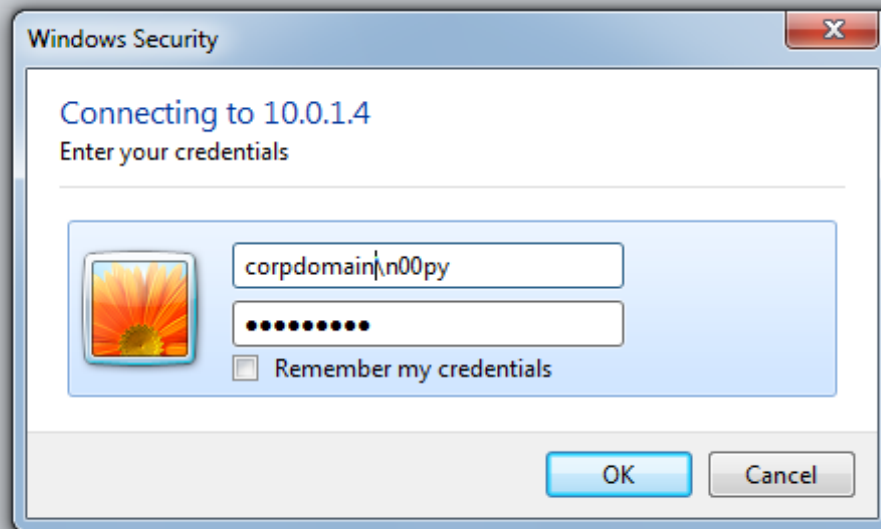 Windows Security
Connecting to 10.0.1.4
Enter your credentials
corpdomain\n00py
●●●●●●●●●
Remember my credentials
OK
Cancel